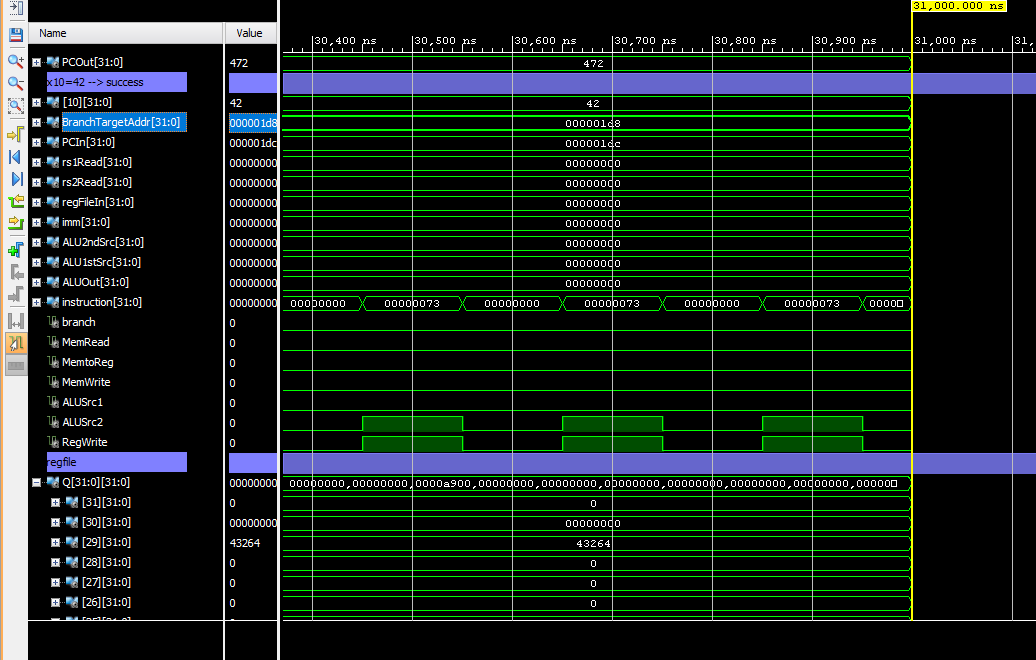 31,000.000 ns
Name Value
30,400 ns 30,500 ns 30,600 ns 30,700 ns 30,800 ns 30,900 ns 31,000 ns 31,
PCOut[31:0] 472 472
x10=42 --> success
[10][31:0] 42 42
BranchTargetAddr[31:0] 000001d8 000001d8
PCIn[31:0] 000001dc 000001dc
rs1Read[31:0] 00000000 00000000
rs2Read[31:0] 00000000 00000000
regFileIn[31:0] 00000000 00000000
imm[31:0] 00000000 00000000
ALU2ndSrc[31:0] 00000000 00000000
ALU1stSrc[31:0] 00000000 00000000
ALUOut[31:0] 00000000 00000000
instruction[31:0] 00000000 00000000 00000073 00000000 00000073 00000000 00000073 0000
branch 0
MemRead 0
MemtoReg 0
MemWrite 0
ALUSrc1 0
ALUSrc2 0
RegWrite 0
regfile
Q[31:0][31:0] 00000000 00000000,00000000,0000a900,00000000,00000000,00000000,00000000,00000000,00000000,00000
[31][31:0] 0 0
[30][31:0] 00000000 00000000
[29][31:0] 43264 43264
[28][31:0] 0 0
[27][31:0] 0 0
[26][31:0] 0 0